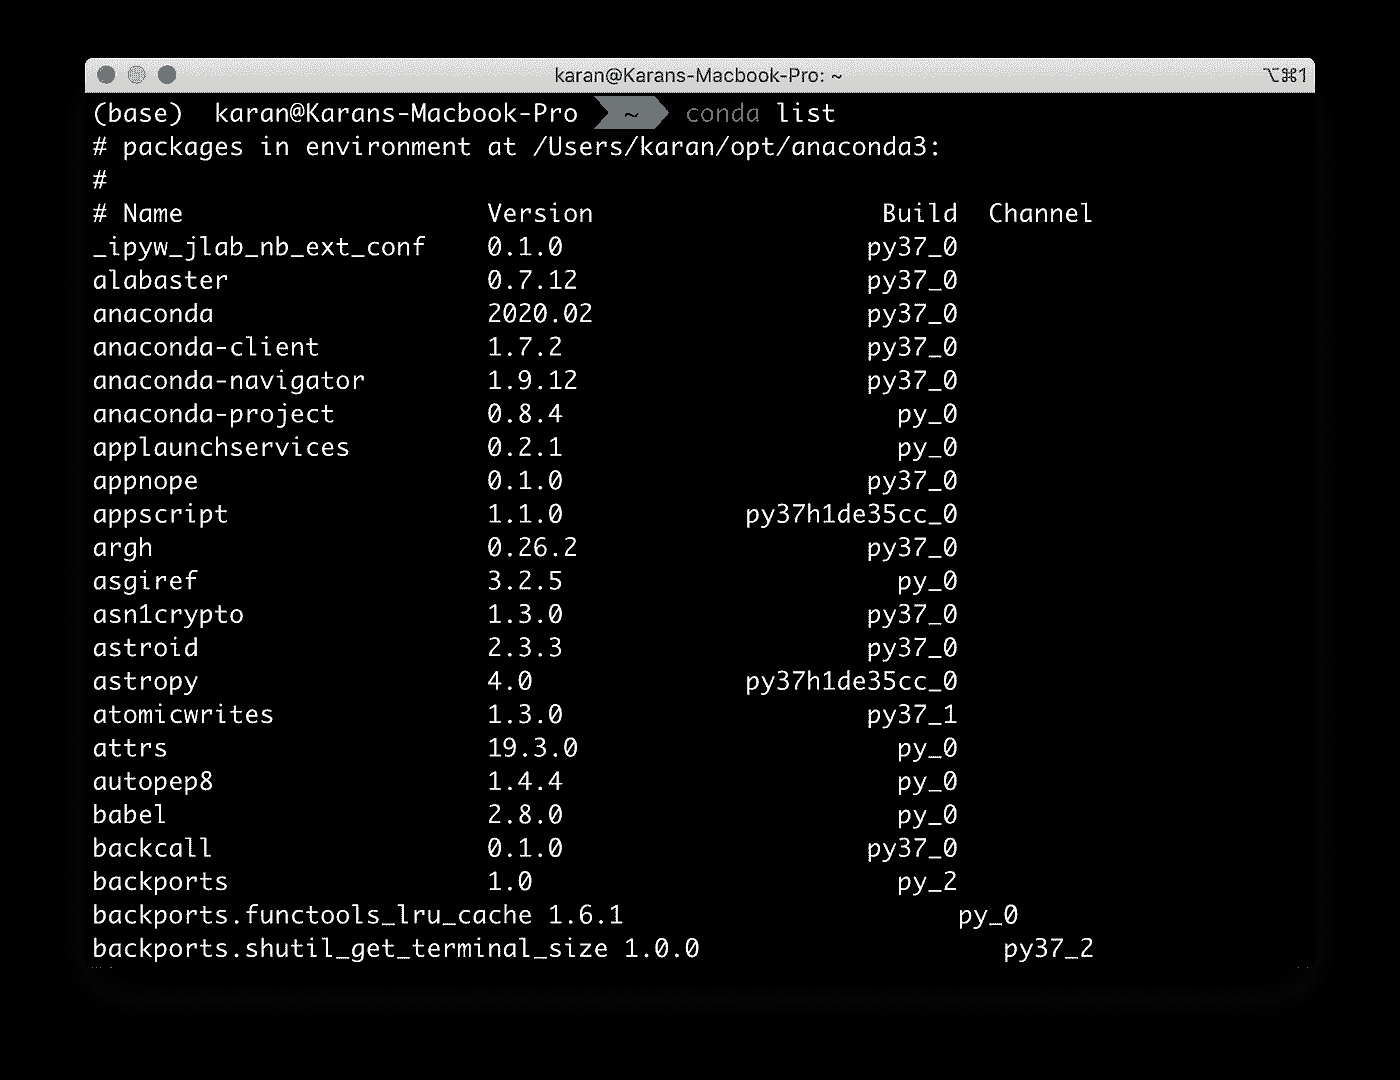 karan@Karans-Macbook-Pro: ~ ⌥⌘1
(base) karan@Karans-Macbook-Pro ~ conda list
# packages in environment at /Users/karan/opt/anaconda3:
#
# Name Version Build Channel
_ipyw_jlab_nb_ext_conf 0.1.0 py37_0
alabaster 0.7.12 py37_0
anaconda 2020.02 py37_0
anaconda-client 1.7.2 py37_0
anaconda-navigator 1.9.12 py37_0
anaconda-project 0.8.4 py_0
applaunchservices 0.2.1 py_0
appnope 0.1.0 py37_0
appscript 1.1.0 py37h1de35cc_0
argh 0.26.2 py37_0
asgiref 3.2.5 py_0
asn1crypto 1.3.0 py37_0
astroid 2.3.3 py37_0
astropy 4.0 py37h1de35cc_0
atomicwrites 1.3.0 py37_1
attrs 19.3.0 py_0
autopep8 1.4.4 py_0
babel 2.8.0 py_0
backcall 0.1.0 py37_0
backports 1.0 py_2
backports.functools_lru_cache 1.6.1 py_0
backports.shutil_get_terminal_size 1.0.0 py37_2